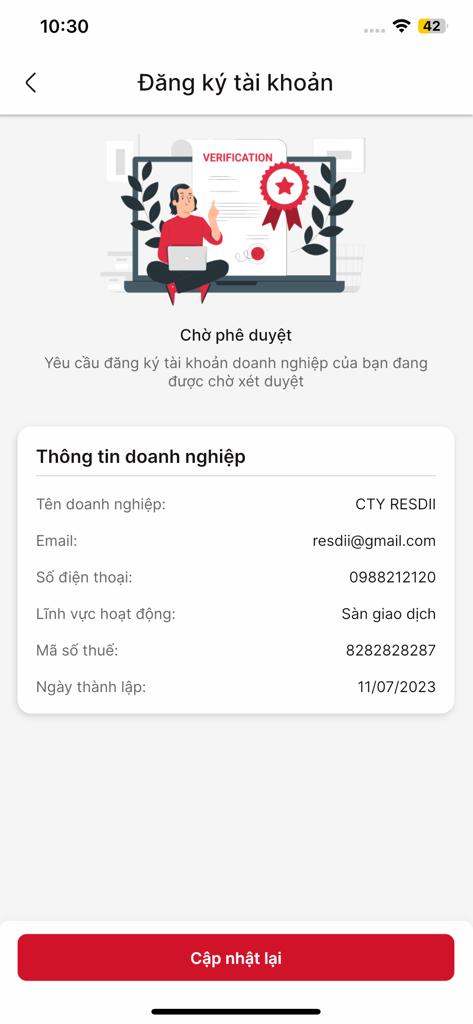 10:30
42
Đăng ký tài khoản
VERIFICATION
Chờ phê duyệt
Yêu cầu đăng ký tài khoản doanh nghiệp của bạn đang
được chờ xét duyệt
Thông tin doanh nghiệp
Tên doanh nghiệp: CTY RESDII
Email: resdii@gmail.com
Số điện thoại: 0988212120
Lĩnh vực hoạt động: Sàn giao dịch
Mã số thuế: 8282828287
Ngày thành lập: 11/07/2023
Cập nhật lại